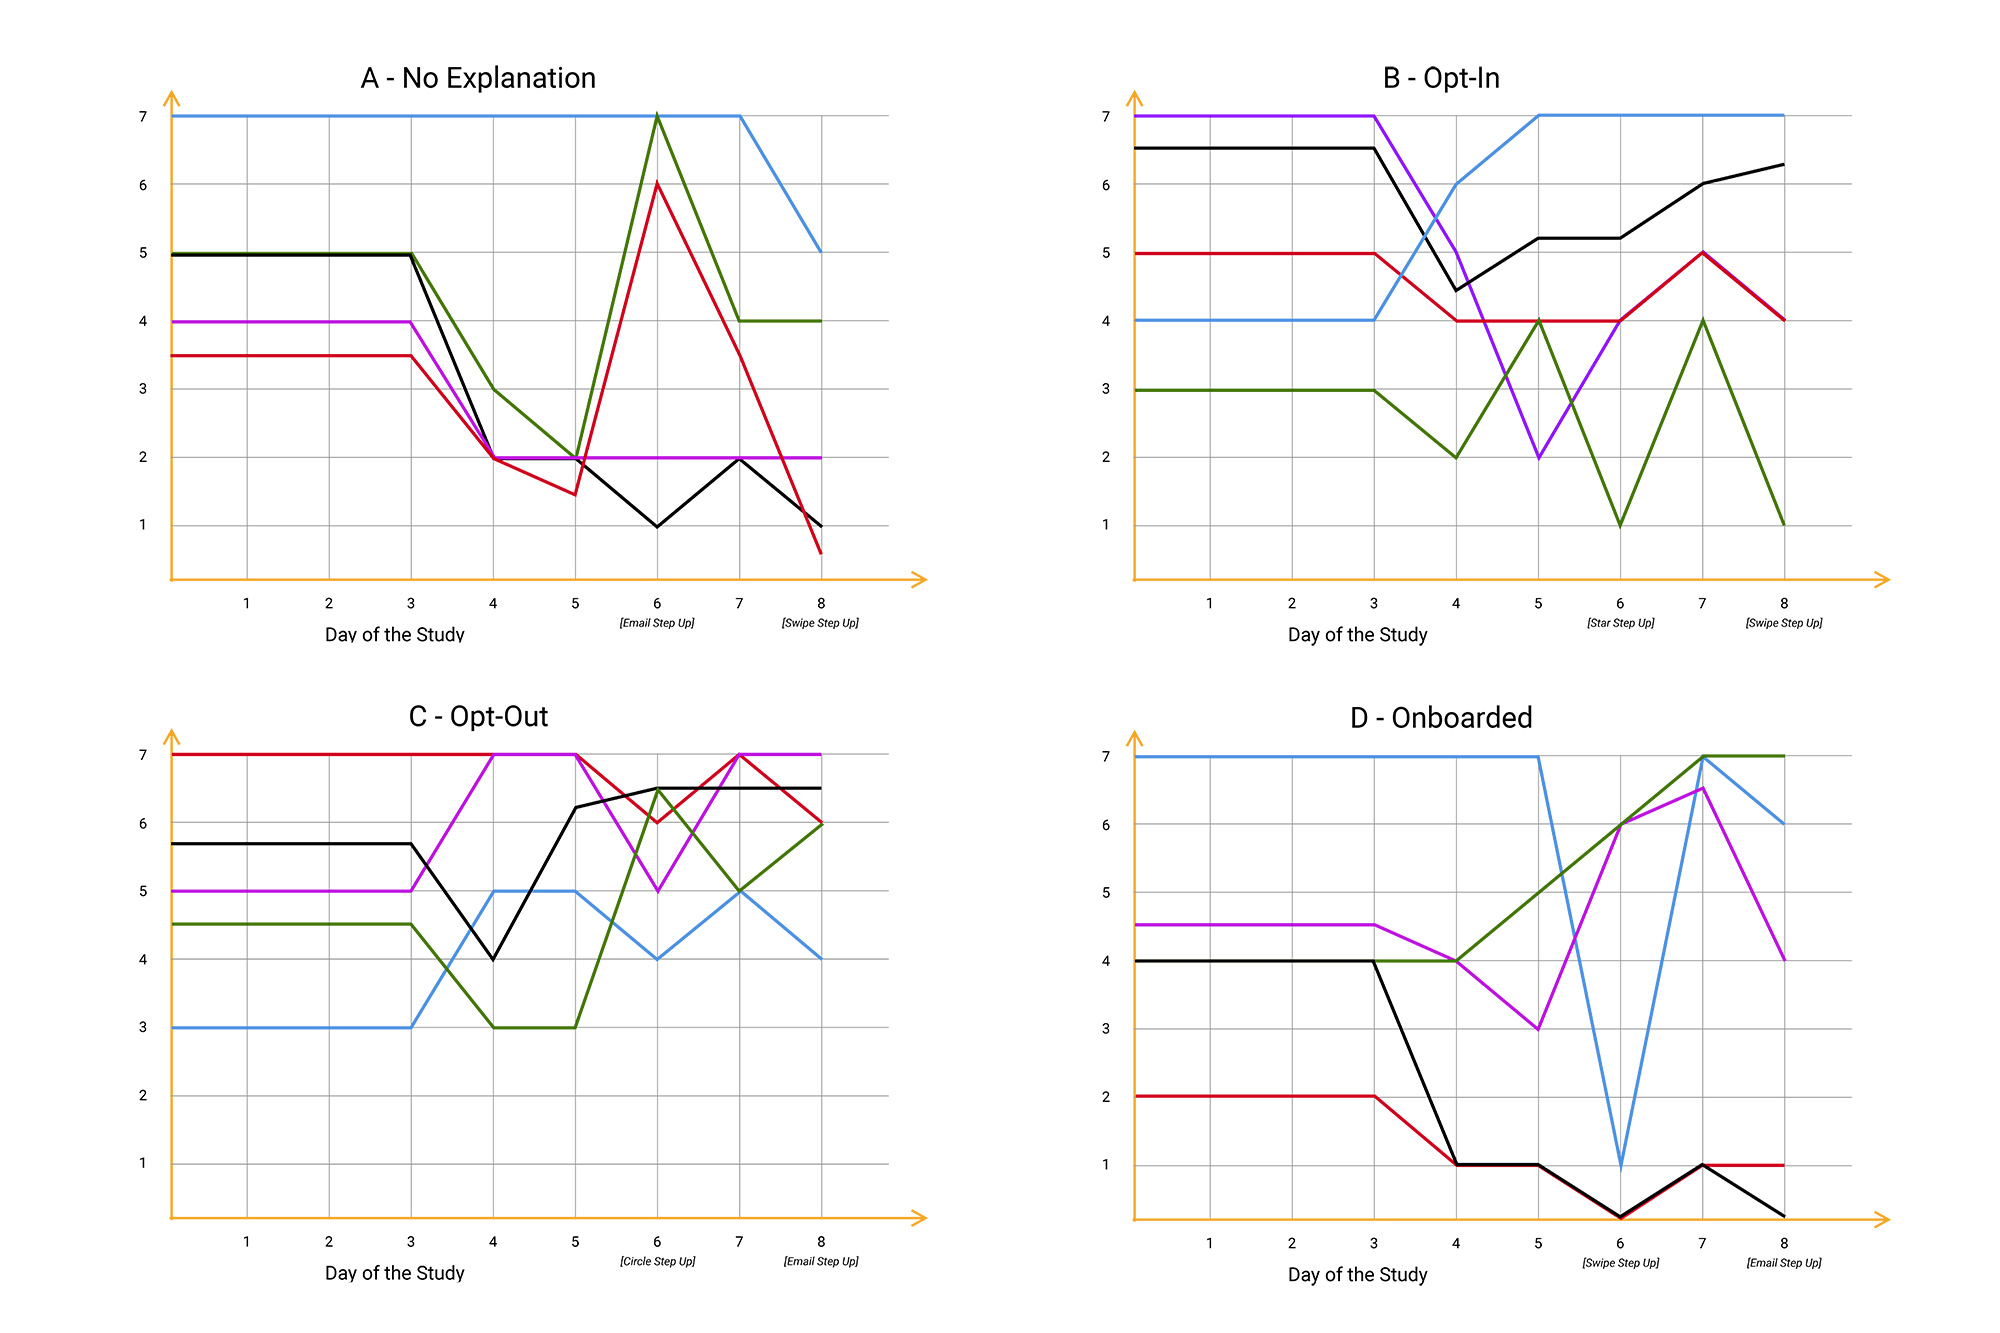 A - No Explanation
7
6
5
4
3
2
1
1 2 3 4 5 6 7 8
[Email Step Up] [Swipe Step Up]
Day of the Study
B - Opt-In
7
6
5
4
3
2
1
1 2 3 4 5 6 7 8
[Star Step Up] [Swipe Step Up]
Day of the Study
C - Opt-Out
7
6
5
4
3
2
1
1 2 3 4 5 6 7 8
[Circle Step Up] [Email Step Up]
Day of the Study
D - Onboarded
7
6
5
4
3
2
1
1 2 3 4 5 6 7 8
[Swipe Step Up] [Email Step Up]
Day of the Study